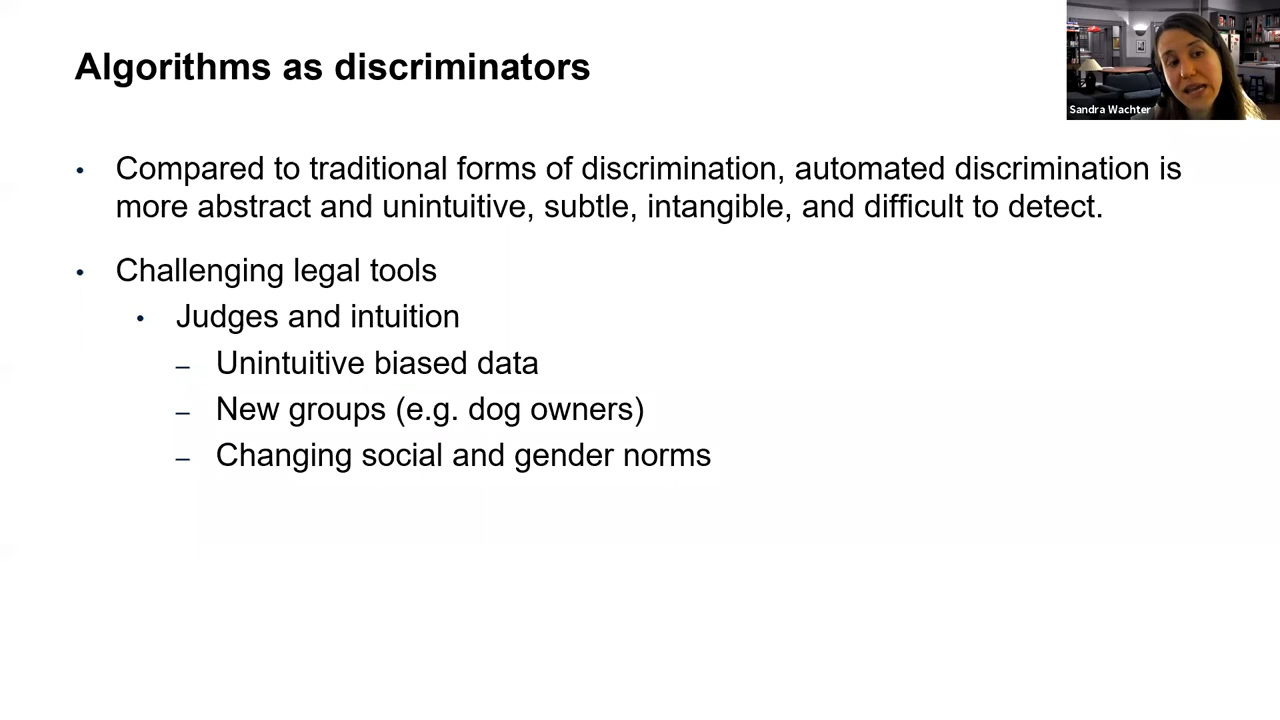 Algorithms as discriminators
Sandra Wachter
• Compared to traditional forms of discrimination, automated discrimination is
more abstract and unintuitive, subtle, intangible, and difficult to detect.
• Challenging legal tools
• Judges and intuition
– Unintuitive biased data
– New groups (e.g. dog owners)
– Changing social and gender norms